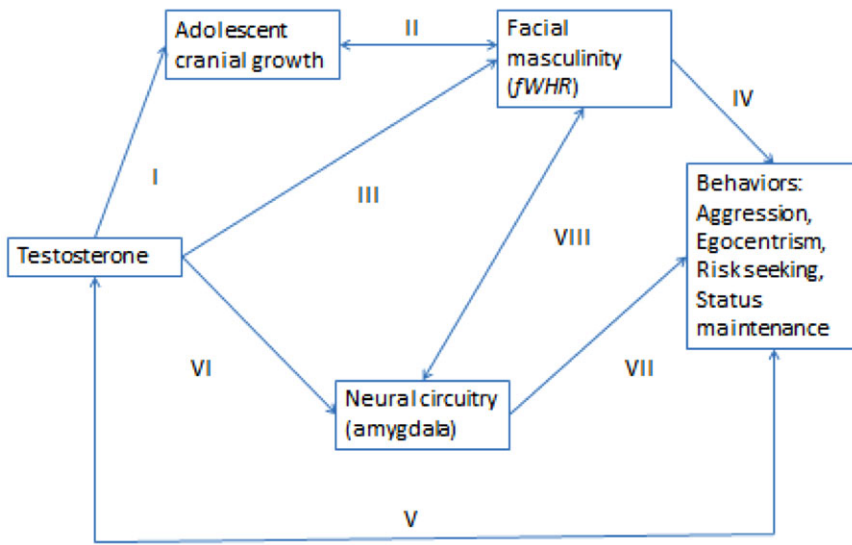 Adolescent
cranial growth
II
Facial
masculinity
(fWHR)
IV
I
III
Behaviors:
Aggression,
Egocentrism,
Risk seeking,
Status
maintenance
Testosterone
VIII
VI
VII
Neural circuitry
(amygdala)
V